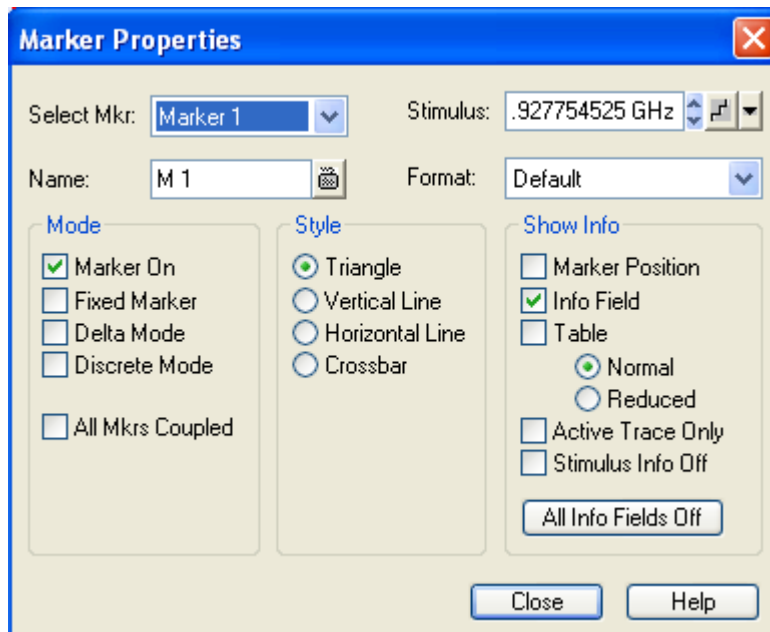 Marker Properties
Select Mkr: Marker 1 Stimulus: .927754525 GHz
Name: M 1 Format: Default
Mode Style Show Info
Marker On Triangle Marker Position
Fixed Marker Vertical Line Info Field
Delta Mode Horizontal Line Table
Discrete Mode Crossbar Normal
Reduced
All Mkrs Coupled Active Trace Only
Stimulus Info Off
All Info Fields Off
Close Help